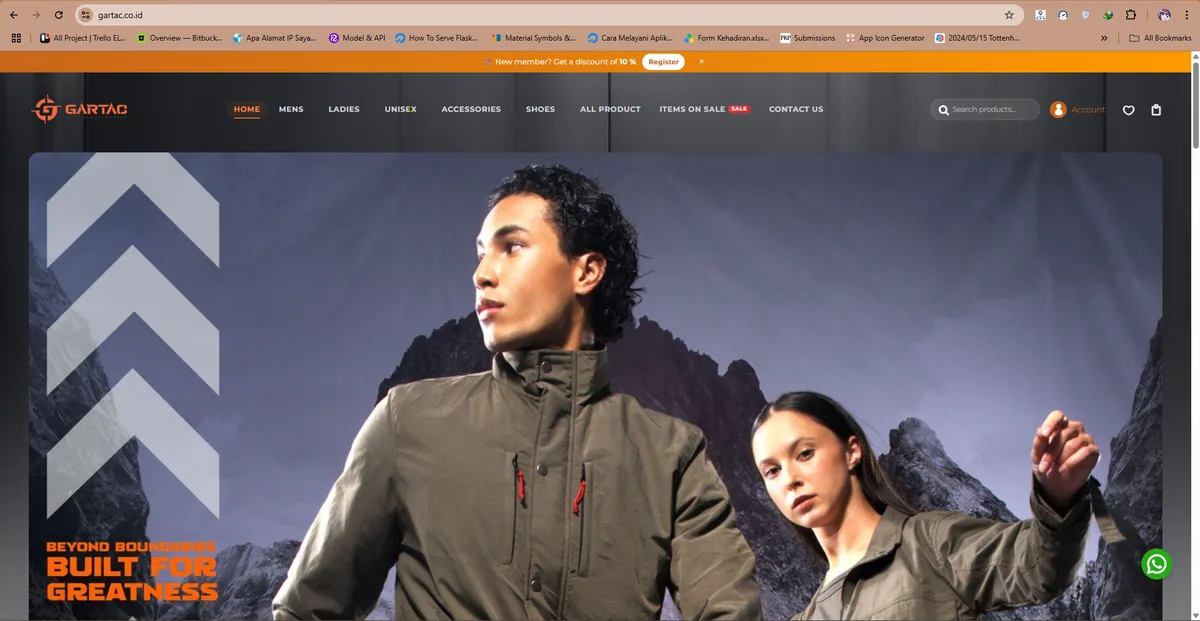 gartac.co.id
All Project | Trello EL...
Overview — Bitbuck...
Apa Alamat IP Saya...
Model & API
How To Serve Flask...
Material Symbols &...
Cara Melayani Aplik...
Form Kehadiran.xlsx...
Submissions
App Icon Generator
2024/05/15 Tottenh...
All Bookmarks
New member? Get a discount of 10 % Register ×
GARTAC
HOME
MENS
LADIES
UNISEX
ACCESSORIES
SHOES
ALL PRODUCT
ITEMS ON SALE SALE
CONTACT US
Search products...
Account
BEYOND BOUNDARIES
BUILT FOR
GREATNESS